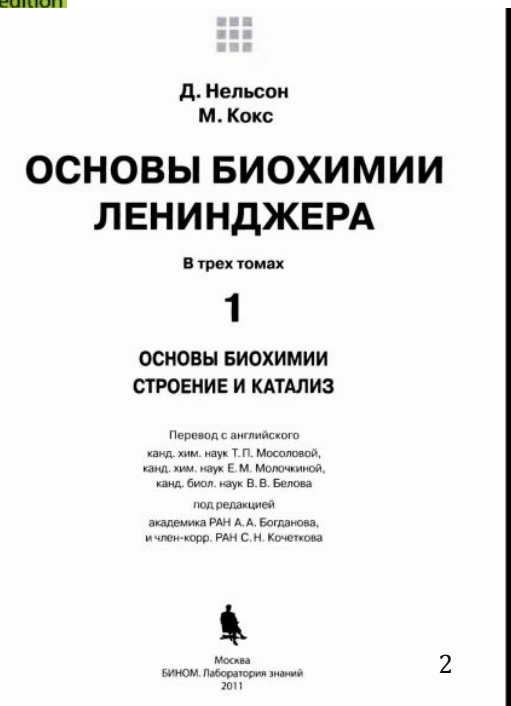 edition
Д. Нельсон
М. Кокс
ОСНОВЫ БИОХИМИИ
ЛЕНИНДЖЕРА
В трех томах
1
ОСНОВЫ БИОХИМИИ
СТРОЕНИЕ И КАТАЛИЗ
Перевод с английского
канд. хим. наук Т. П. Мосоловой,
канд. хим. наук Е. М. Молочкиной,
канд. биол. наук В. В. Белова
под редакцией
академика РАН А. А. Богданова,
и член-корр. РАН С. Н. Кочеткова
Москва
БИНОМ. Лаборатория знаний
2011
2